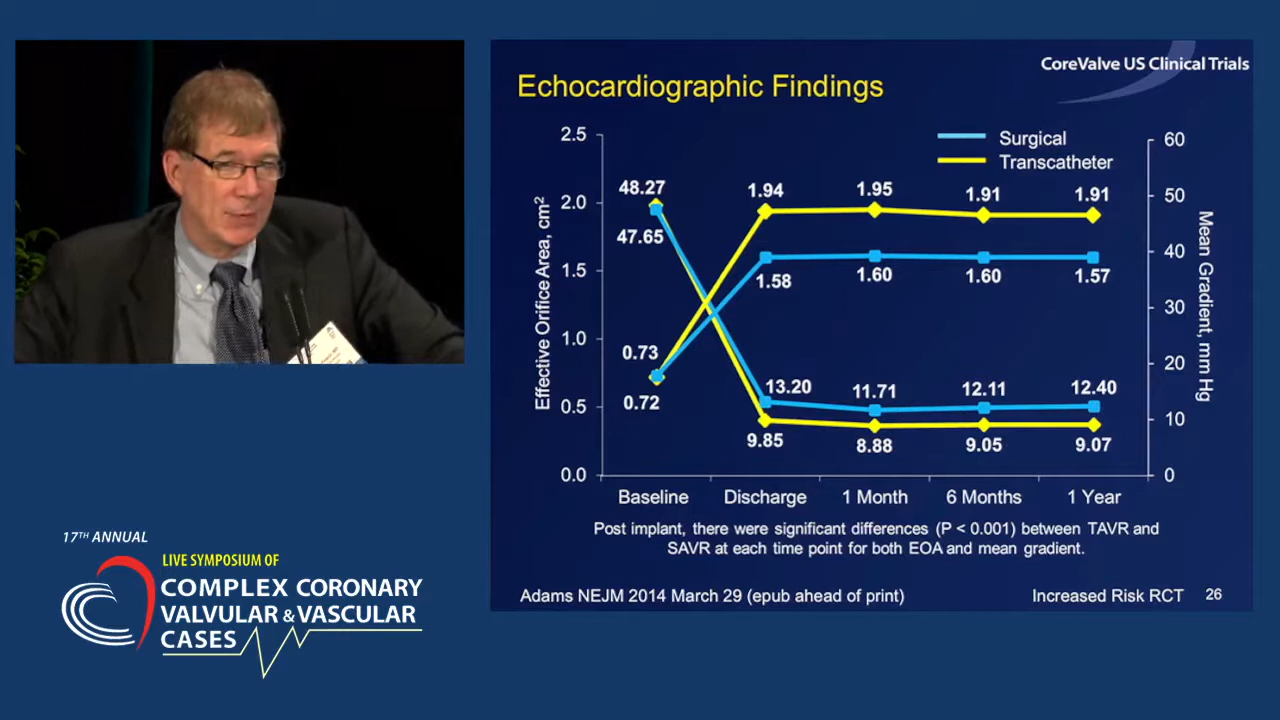 CoreValve US Clinical Trials
Echocardiographic Findings
Surgical
Transcatheter
Effective Orifice Area, cm²
2.5
2.0
1.5
1.0
0.5
0.0
60
50
40
30
20
10
0
Mean Gradient, mm Hg
48.27
47.65
0.73
0.72
1.94
1.95
1.91
1.91
1.58
1.60
1.60
1.57
13.20
11.71
12.11
12.40
9.85
8.88
9.05
9.07
Baseline
Discharge
1 Month
6 Months
1 Year
Post implant, there were significant differences (P < 0.001) between TAVR and
SAVR at each time point for both EOA and mean gradient.
Adams NEJM 2014 March 29 (epub ahead of print)
Increased Risk RCT 26
17TH ANNUAL
LIVE SYMPOSIUM OF
COMPLEX CORONARY
VALVULAR & VASCULAR
CASES